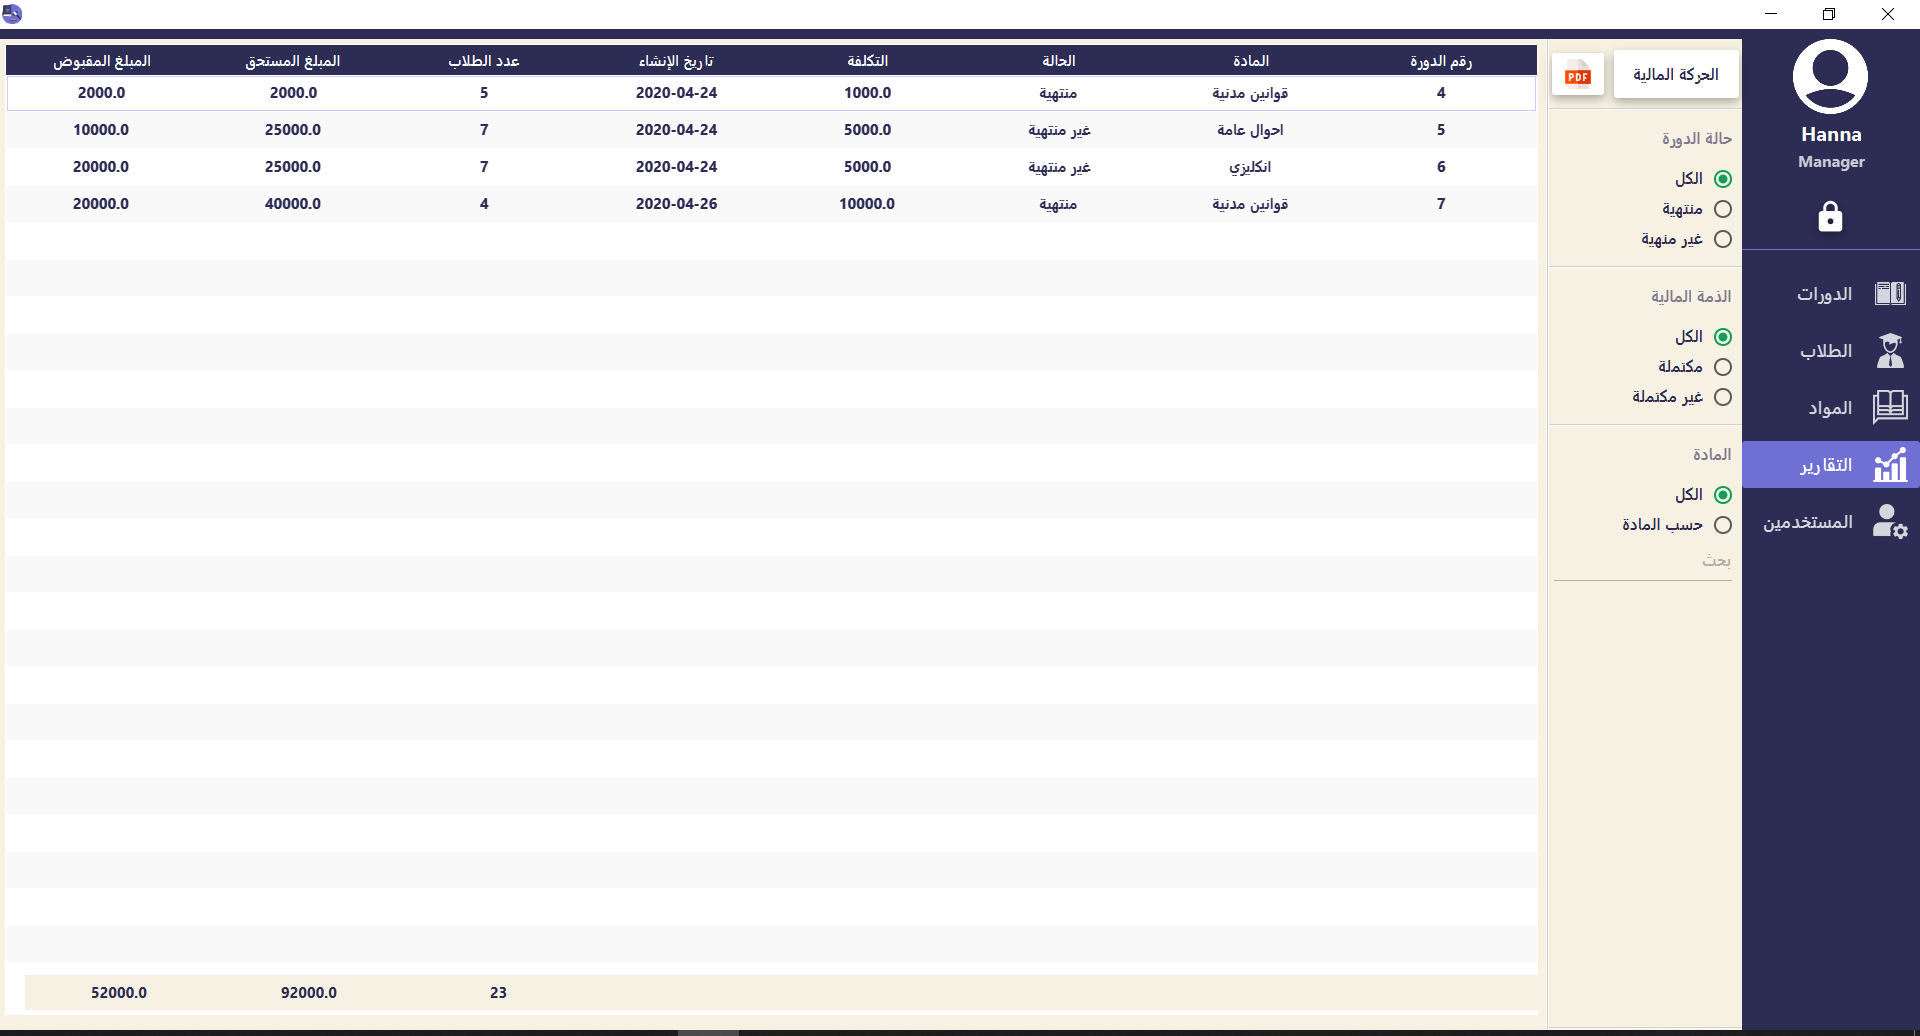 Hanna
Manager
الدورات
الطلاب
المواد
التقارير
المستخدمين
الحركة المالية
PDF
حالة الدورة
الكل
منتهية
غير منهية
الذمة المالية
الكل
مكتملة
غير مكتملة
المادة
الكل
حسب المادة
بحث
رقم الدورة المادة الحالة التكلفة تاريخ الإنشاء عدد الطلاب المبلغ المستحق المبلغ المقبوض
4 قوانين مدنية منتهية 1000.0 2020-04-24 5 2000.0 2000.0
5 احوال عامة غير منتهية 5000.0 2020-04-24 7 25000.0 10000.0
6 انكليزي غير منتهية 5000.0 2020-04-24 7 25000.0 20000.0
7 قوانين مدنية منتهية 10000.0 2020-04-26 4 40000.0 20000.0
23 92000.0 52000.0